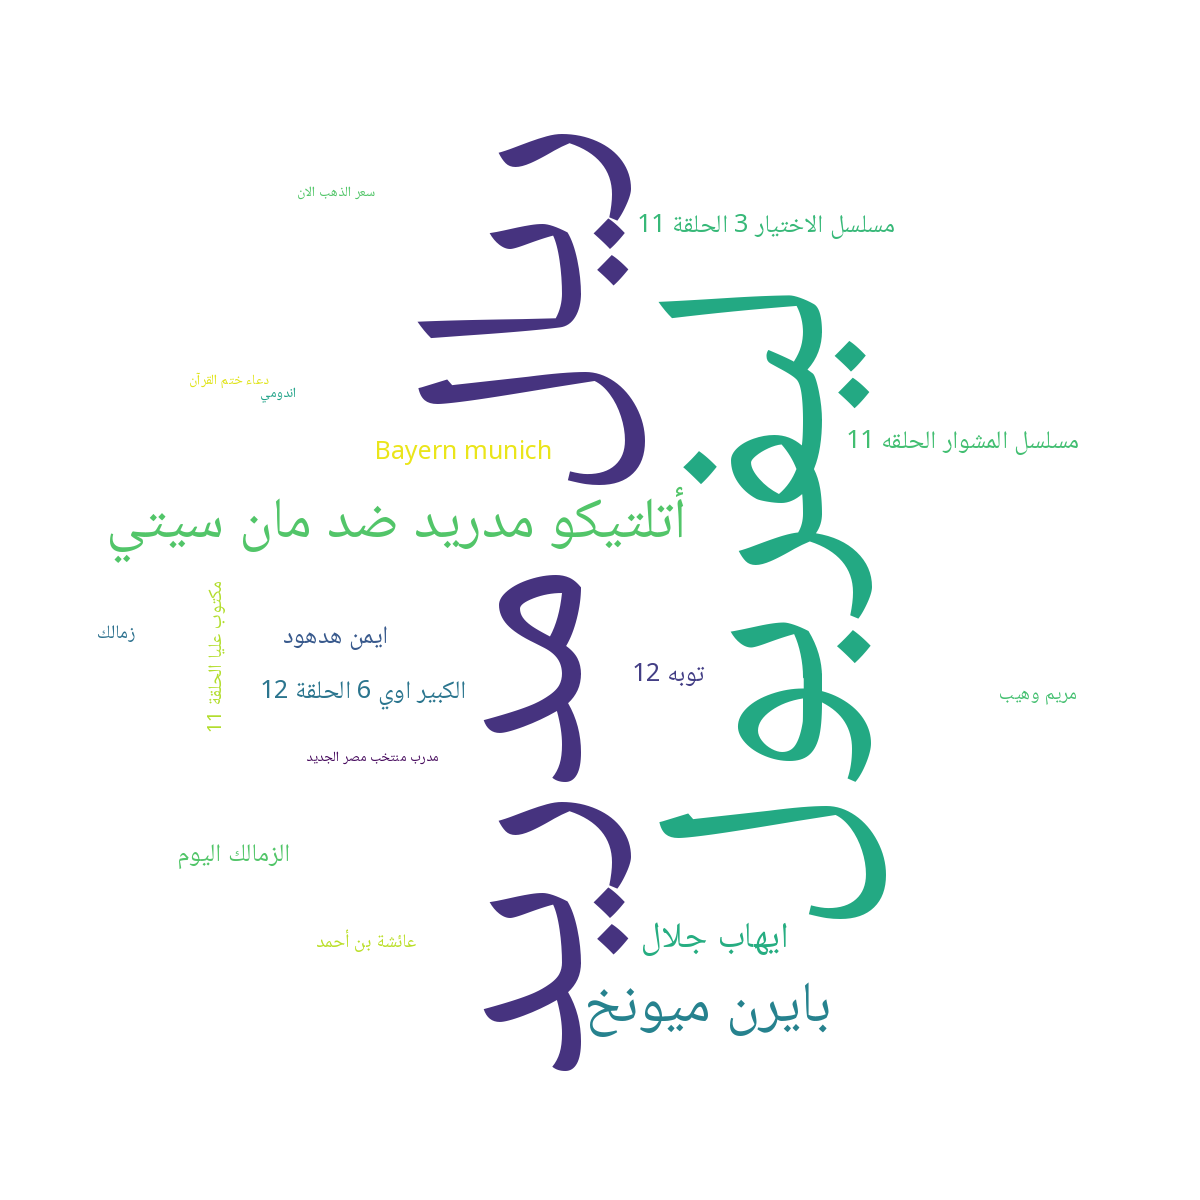 ريال مدريد
ليفربول
سعر الذهب الان
مسلسل الاختيار 3 الحلقة 11
دعاء ختم القرآن
اندومي
Bayern munich
مسلسل المشوار الحلقه 11
أتلتيكو مدريد ضد مان سيتي
مكتوب عليا الحلقة 11
زمالك
ايمن هدهود
توبه 12
الكبير اوي 6 الحلقة 12
مريم وهيب
مدرب منتخب مصر الجديد
الزمالك اليوم
عائشة بن أحمد
ايهاب جلال
بايرن ميونخ